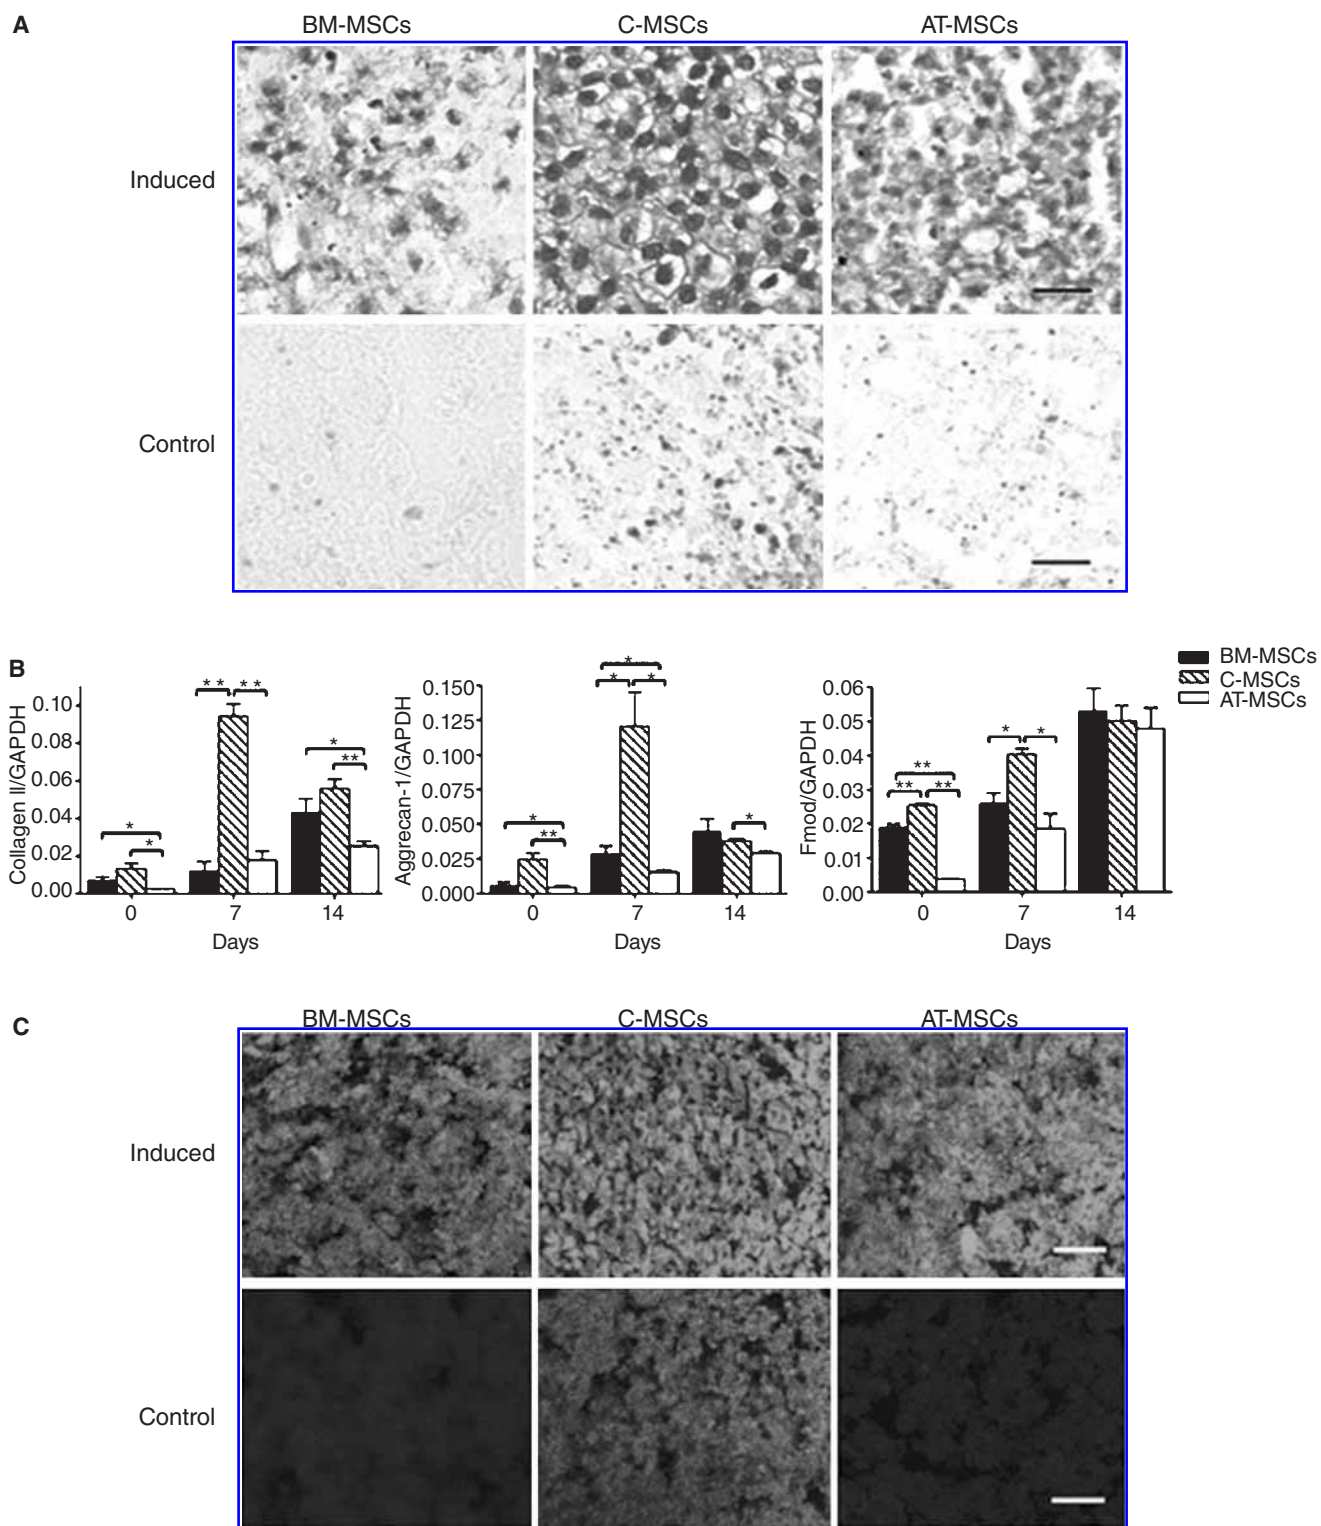 A
BM-MSCs C-MSCs AT-MSCs
Induced
Control
B
BM-MSCs
C-MSCs
AT-MSCs
Collagen II/GAPDH
0.10
0.08
0.06
0.04
0.02
0.00
* * * *
* **
*
*
0 7 14
Days
Aggrecan-1/GAPDH
0.150
0.125
0.100
0.075
0.050
0.025
0.000
*
* *
*
**
*
0 7 14
Days
Fmod/GAPDH
0.06
0.05
0.04
0.03
0.02
0.01
0.00
**
** **
* *
0 7 14
Days
C
BM-MSCs C-MSCs AT-MSCs
Induced
Control